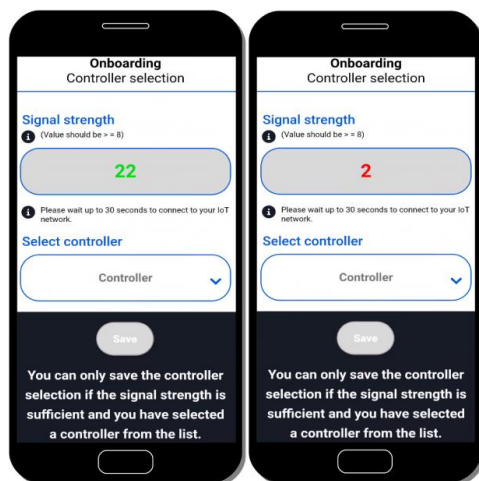 Onboarding
Controller selection
Signal strength
i (Value should be > = 8)
22
i Please wait up to 30 seconds to connect to your IoT
network.
Select controller
Controller
Save
You can only save the controller
selection if the signal strength is
sufficient and you have selected
a controller from the list.
Onboarding
Controller selection
Signal strength
i (Value should be > = 8)
2
i Please wait up to 30 seconds to connect to your IoT
network.
Select controller
Controller
Save
You can only save the controller
selection if the signal strength is
sufficient and you have selected
a controller from the list.